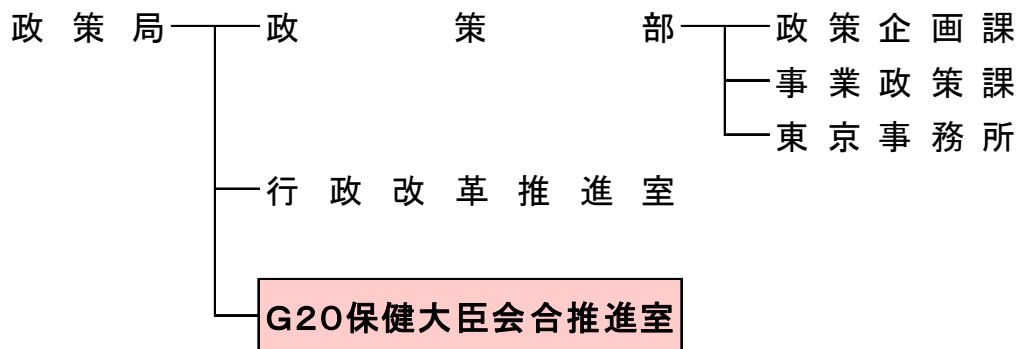 政策局 政策部 政策企画課
事業政策課
東京事務所
行政改革推進室
G20保健大臣会合推進室